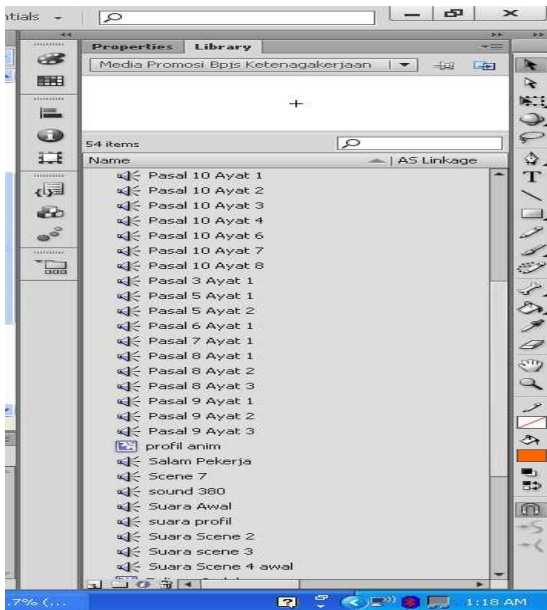 ntials
Properties Library
Media Promosi Bpjs Ketenagakerjaan
54 items
Name AS Linkage
Pasal 10 Ayat 1
Pasal 10 Ayat 2
Pasal 10 Ayat 3
Pasal 10 Ayat 4
Pasal 10 Ayat 6
Pasal 10 Ayat 7
Pasal 10 Ayat 8
Pasal 3 Ayat 1
Pasal 5 Ayat 1
Pasal 5 Ayat 2
Pasal 6 Ayat 1
Pasal 7 Ayat 1
Pasal 8 Ayat 1
Pasal 8 Ayat 2
Pasal 8 Ayat 3
Pasal 9 Ayat 1
Pasal 9 Ayat 2
Pasal 9 Ayat 3
profil anim
Salam Pekerja
Scene 7
sound 380
Suara Awal
suara profil
Suara Scene 2
Suara scene 3
Suara Scene 4 awal
.7% (... 1:18 AM